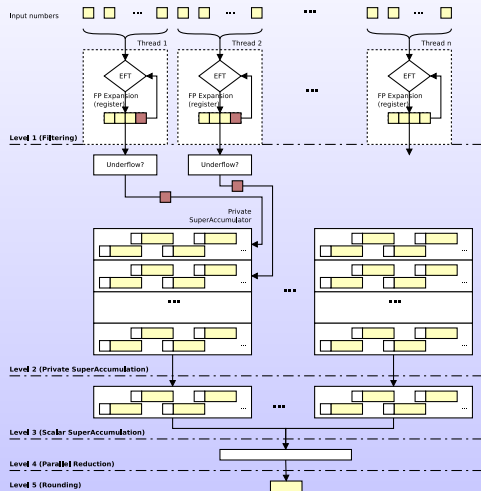 Input numbers
...
...
...
...
Thread 1
Thread 2
Thread n
EFT
EFT
EFT
FP Expansion
(register)
FP Expansion
(register)
FP Expansion
(register)
...
Level 1 (Filtering)
Underflow?
Underflow?
Private
SuperAccumulator
...
...
...
...
...
...
...
...
...
Level 2 (Private SuperAccumulation)
...
...
...
Level 3 (Scalar SuperAccumulation)
Level 4 (Parallel Reduction)
Level 5 (Rounding)